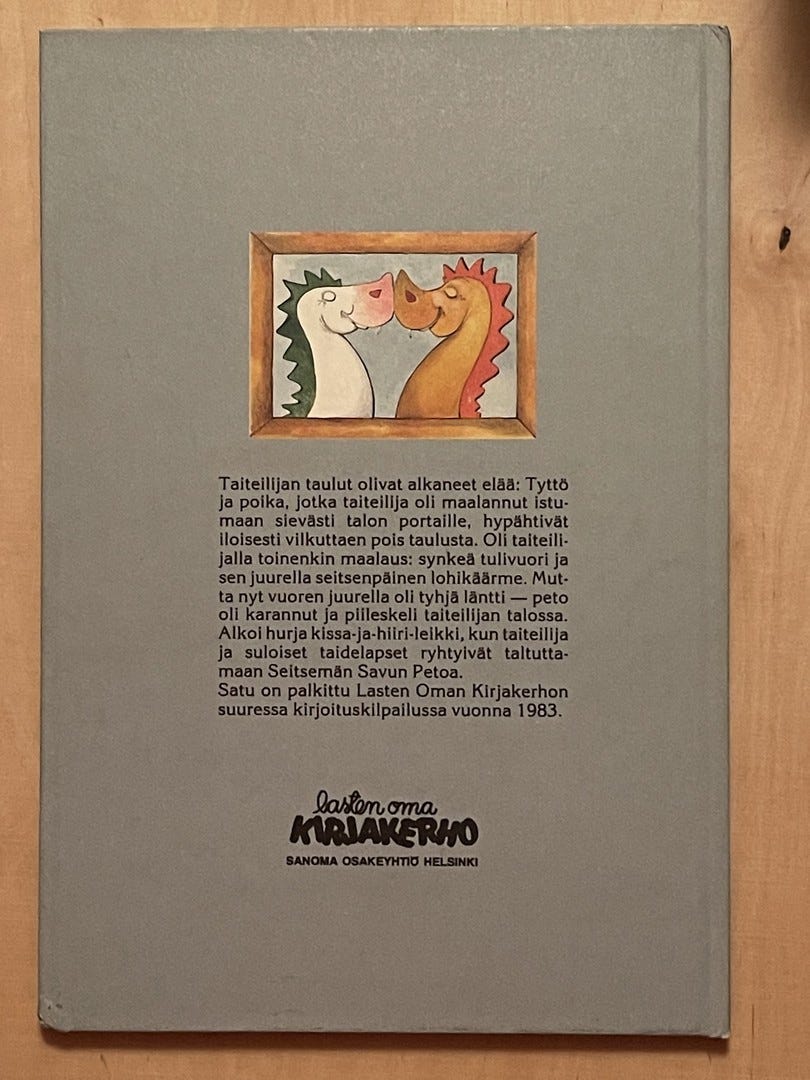 Taiteilijan taulut olivat alkaneet elää: Tyttö
ja poika, jotka taiteilija oli maalannut istu-
maan sievästi talon portaille, hypähtivät
iloisesti vilkuttaen pois taulusta. Oli taiteili-
jalla toinenkin maalaus: synkeä tulivuori ja
sen juurella seitsenpäinen lohikäärme. Mut-
ta nyt vuoren juurella oli tyhjä läntti — peto
oli karannut ja piileskeli taiteilijan talossa.
Alkoi hurja kissa-ja-hiiri-leikki, kun taiteilija
ja suloiset taidelapset ryhtyivät taltutta-
maan Seitsemän Savun Petoa.
Satu on palkittu Lasten Oman Kirjakerhon
suuressa kirjoituskilpailussa vuonna 1983.
lasten oma
KIRJAKERHO
SANOMA OSAKEYHTIÖ HELSINKI